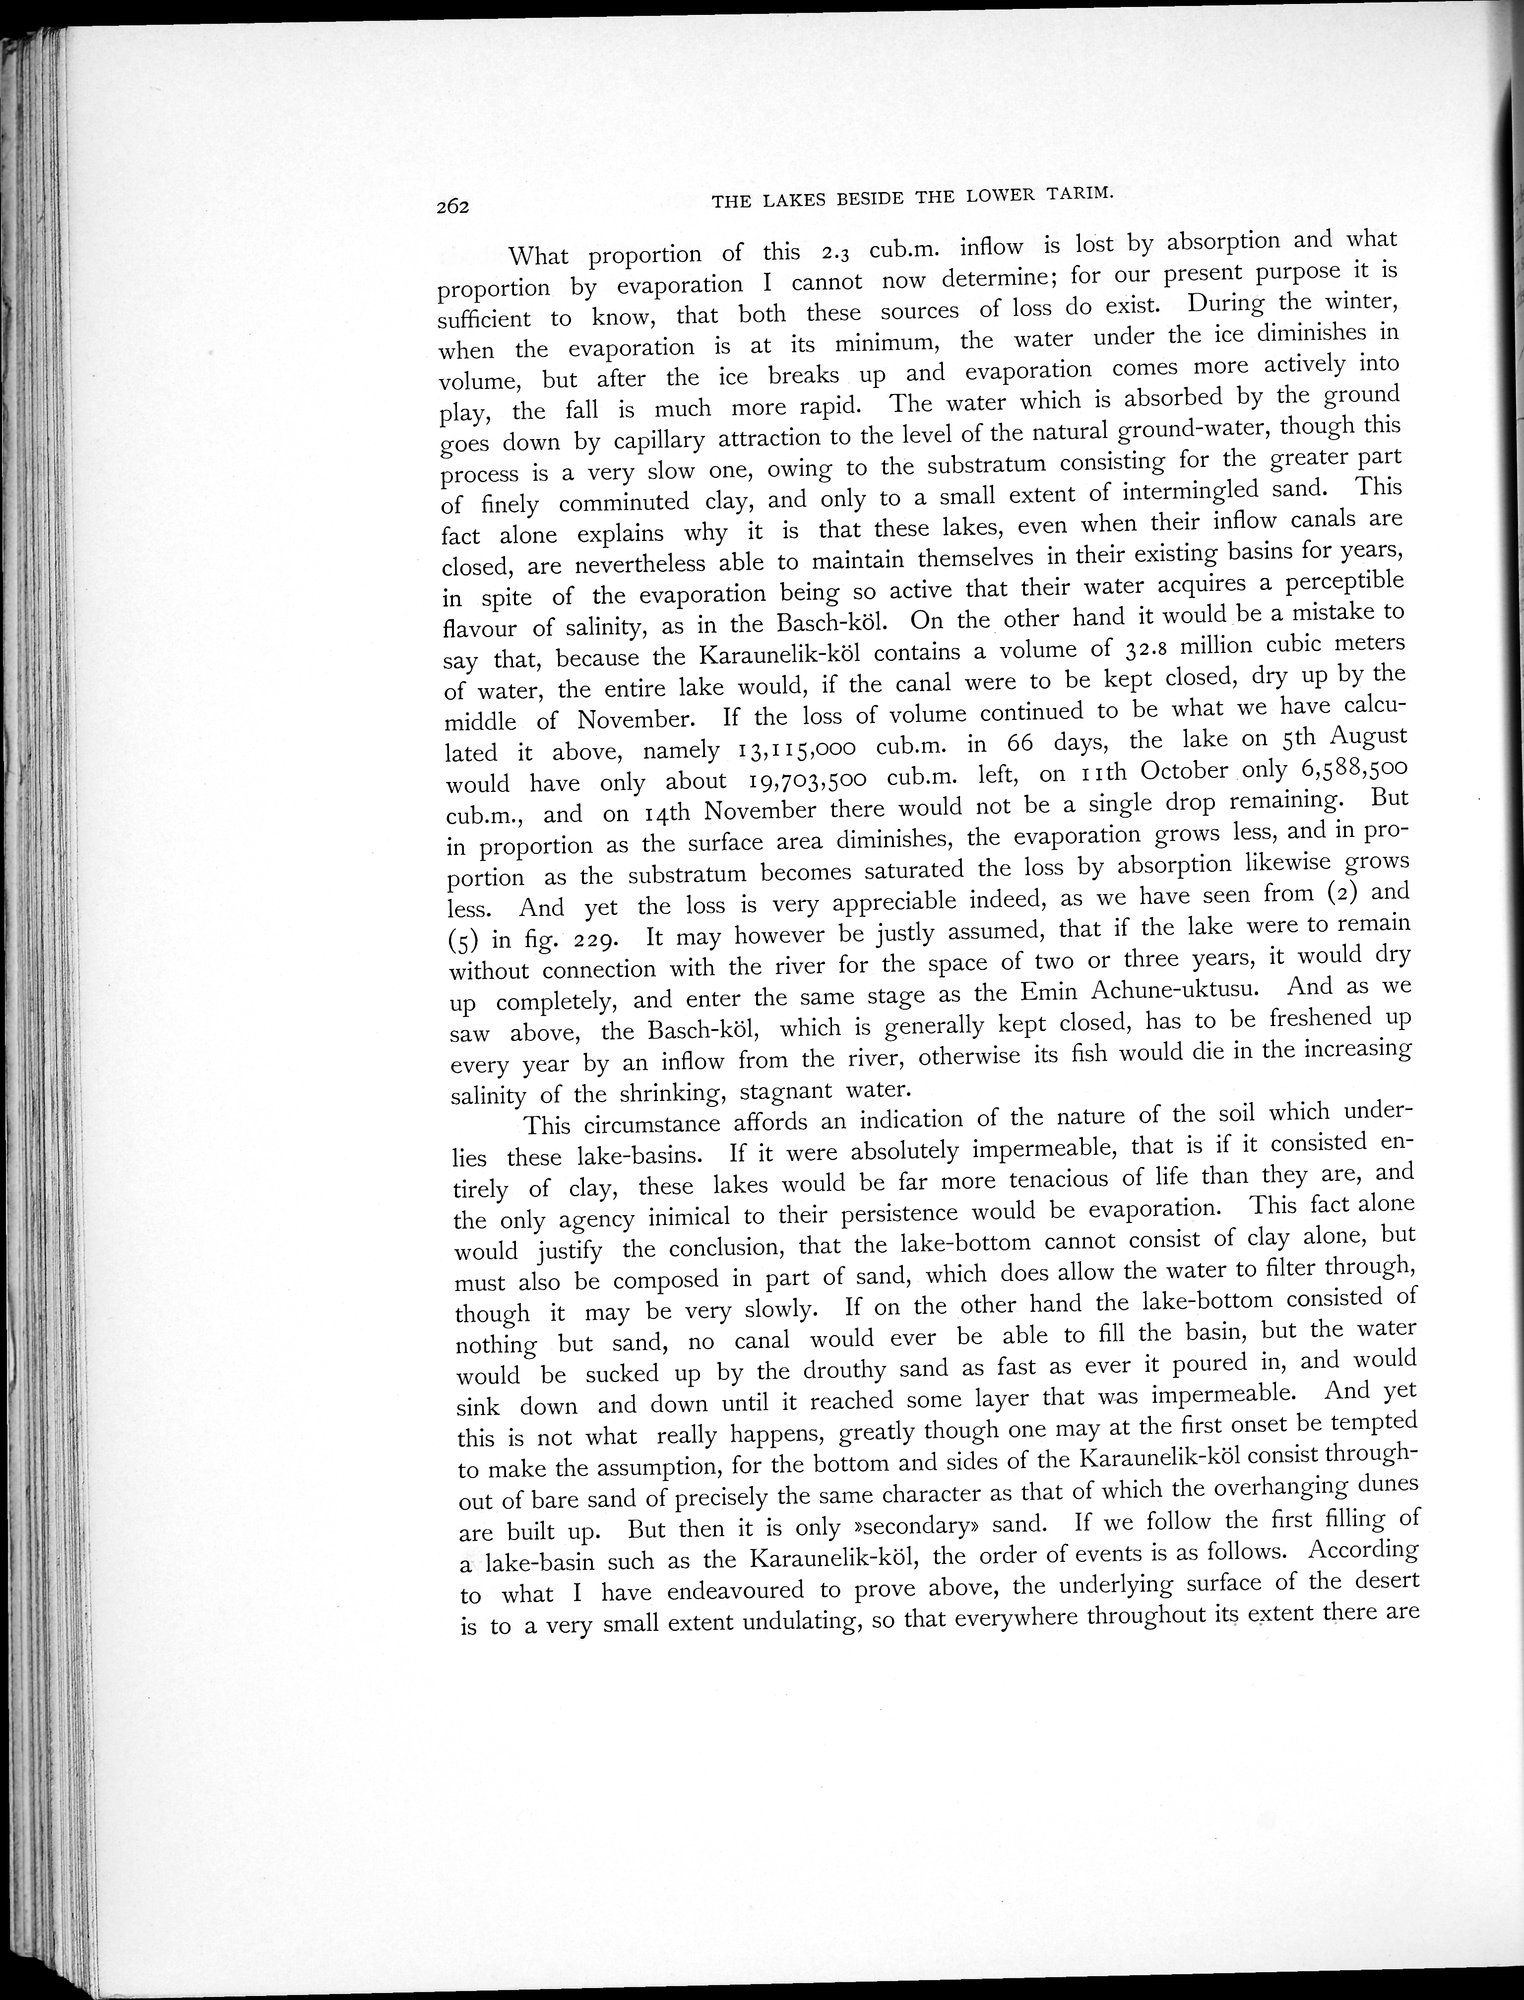 262
THE LAKES BESIDE THE LOWER TARIM.
What proportion of this 2.3 cub.m. inflow is lost by absorption and what
proportion by evaporation I cannot now determine; for our present purpose it is
sufficient to know, that both these sources of loss do exist. During the winter,
when the evaporation is at its minimum, the water under the ice diminishes in
volume, but after the ice breaks up and evaporation comes more actively into
play, the fall is much more rapid. The water which is absorbed by the ground
goes down by capillary attraction to the level of the natural ground-water, though this
process is a very slow one, owing to the substratum consisting for the greater part
of finely comminuted clay, and only to a small extent of intermingled sand. This
fact alone explains why it is that these lakes, even when their inflow canals are
closed, are nevertheless able to maintain themselves in their existing basins for years,
in spite of the evaporation being so active that their water acquires a perceptible
flavour of salinity, as in the Basch-köl. On the other hand it would be a mistake to
say that, because the Karaunelik-köl contains a volume of 32.8 million cubic meters
of water, the entire lake would, if the canal were to be kept closed, dry up by the
middle of November. If the loss of volume continued to be what we have calcu-
lated it above, namely 13,115,000 cub.m. in 66 days, the lake on 5th August
would have only about 19,703,500 cub.m. left, on 11th October only 6,588,500
cub.m., and on 14th November there would not be a single drop remaining. But
in proportion as the surface area diminishes, the evaporation grows less, and in pro-
portion as the substratum becomes saturated the loss by absorption likewise grows
less. And yet the loss is very appreciable indeed, as we have seen from (2) and
(5) in fig. 229. It may however be justly assumed, that if the lake were to remain
without connection with the river for the space of two or three years, it would dry
up completely, and enter the same stage as the Emin Achune-uktusu. And as we
saw above, the Basch-köl, which is generally kept closed, has to be freshened up
every year by an inflow from the river, otherwise its fish would die in the increasing
salinity of the shrinking, stagnant water.
This circumstance affords an indication of the nature of the soil which under-
lies these lake-basins. If it were absolutely impermeable, that is if it consisted en-
tirely of clay, these lakes would be far more tenacious of life than they are, and
the only agency inimical to their persistence would be evaporation. This fact alone
would justify the conclusion, that the lake-bottom cannot consist of clay alone, but
must also be composed in part of sand, which does allow the water to filter through,
though it may be very slowly. If on the other hand the lake-bottom consisted of
nothing but sand, no canal would ever be able to fill the basin, but the water
would be sucked up by the drouthy sand as fast as ever it poured in, and would
sink down and down until it reached some layer that was impermeable. And yet
this is not what really happens, greatly though one may at the first onset be tempted
to make the assumption, for the bottom and sides of the Karaunelik-köl consist through-
out of bare sand of precisely the same character as that of which the overhanging dunes
are built up. But then it is only »secondary» sand. If we follow the first filling of
a lake-basin such as the Karaunelik-köl, the order of events is as follows. According
to what I have endeavoured to prove above, the underlying surface of the desert
is to a very small extent undulating, so that everywhere throughout its extent there are